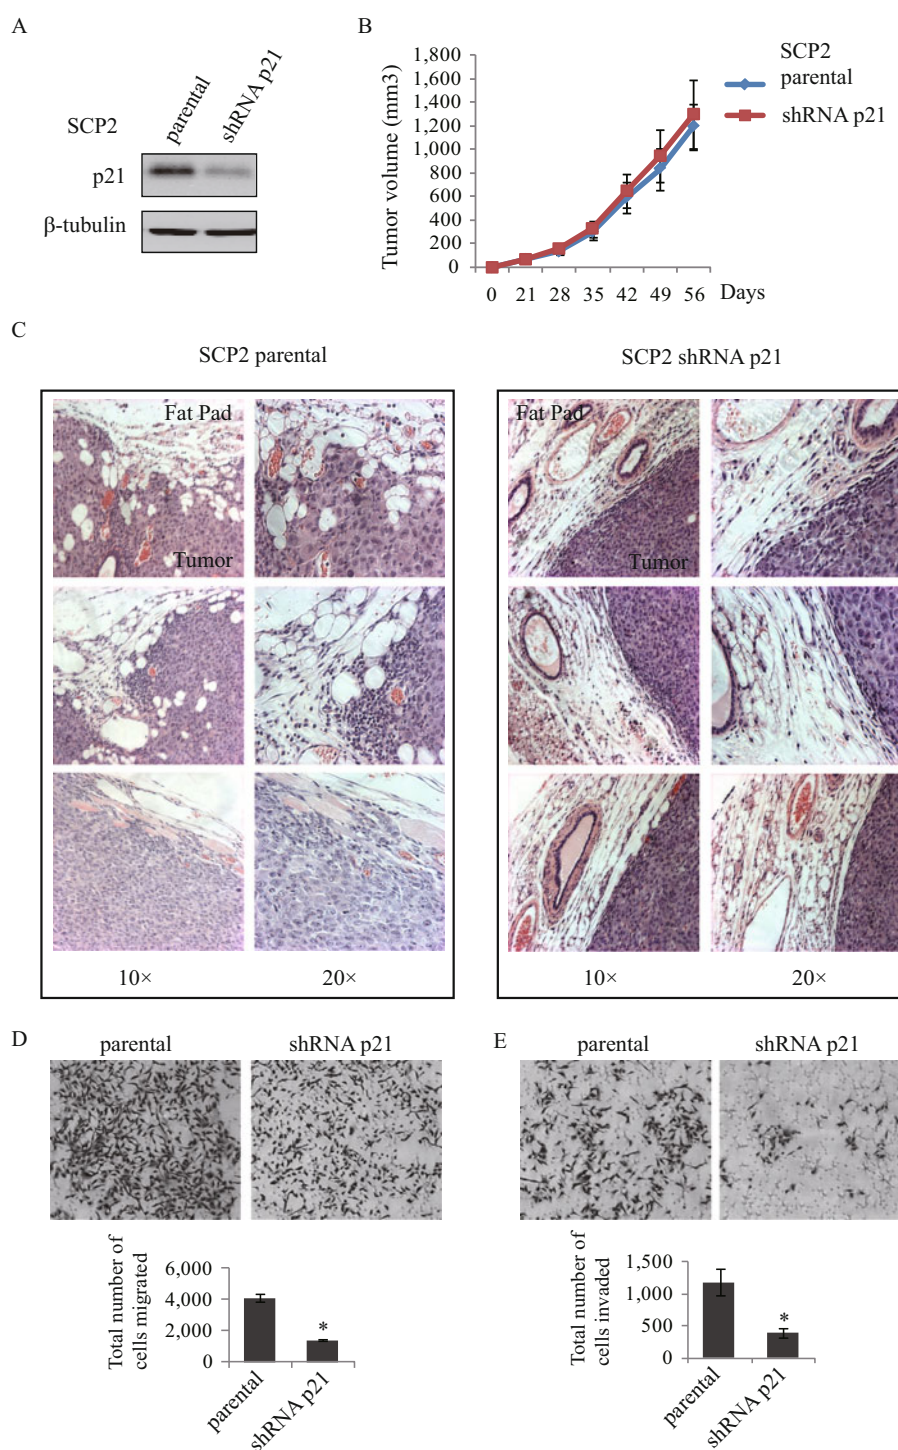 A
parental
shRNA p21
SCP2
p21
β-tubulin
B
Tumor volume (mm3)
1,800
1,600
1,400
1,200
1,000
800
600
400
200
0
0 21 28 35 42 49 56 Days
SCP2
parental
shRNA p21
C
SCP2 parental
Fat Pad
Tumor
10× 20×
SCP2 shRNA p21
Fat Pad
Tumor
10× 20×
D
parental shRNA p21
Total number of
cells migrated
6,000
4,000
2,000
0
*
parental
shRNA p21
E
parental shRNA p21
Total number of
cells invaded
1,500
1,000
500
0
*
parental
shRNA p21